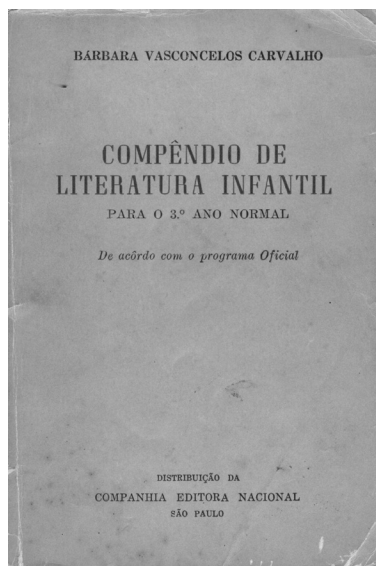 BÁRBARA VASCONCELOS CARVALHO
COMPÊNDIO DE
LITERATURA INFANTIL
PARA O 3.º ANO NORMAL
De acôrdo com o programa Oficial
DISTRIBUIÇÃO DA
COMPANHIA EDITORA NACIONAL
SÃO PAULO